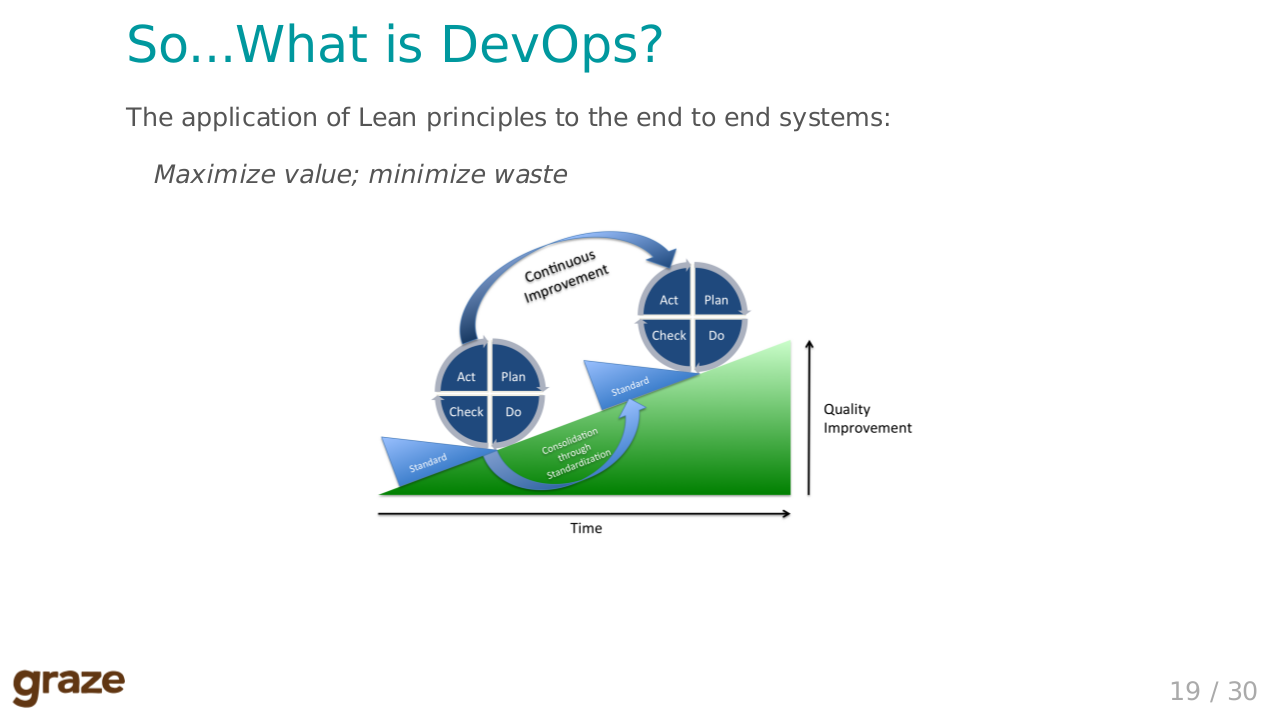 So...What is DevOps?
The application of Lean principles to the end to end systems:
Maximize value; minimize waste
Continuous
Improvement
Act
Plan
Check
Do
Act
Plan
Check
Do
Standard
Standard
Consolidation
through
Standardization
Quality
Improvement
Time
graze
19 / 30